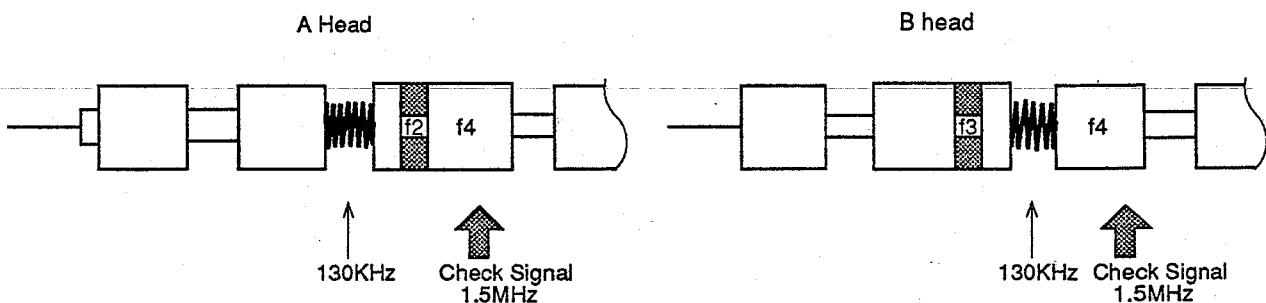 A Head
B head
f2
f4
f3
f4
130KHz
Check Signal
1.5MHz
130KHz
Check Signal
1.5MHz